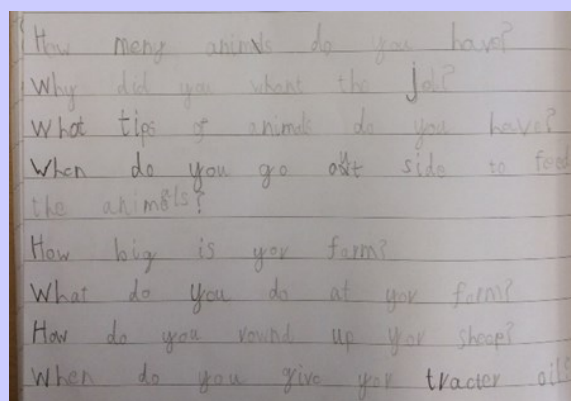 How meny animls do you have?
Why did you whant the job?
What tips of animals do you have?
When do you go out side to feed
the animals?
How big is yor farm?
What do you do at yor farm?
How do you round up yor sheep?
When do you give yor tracter oil?